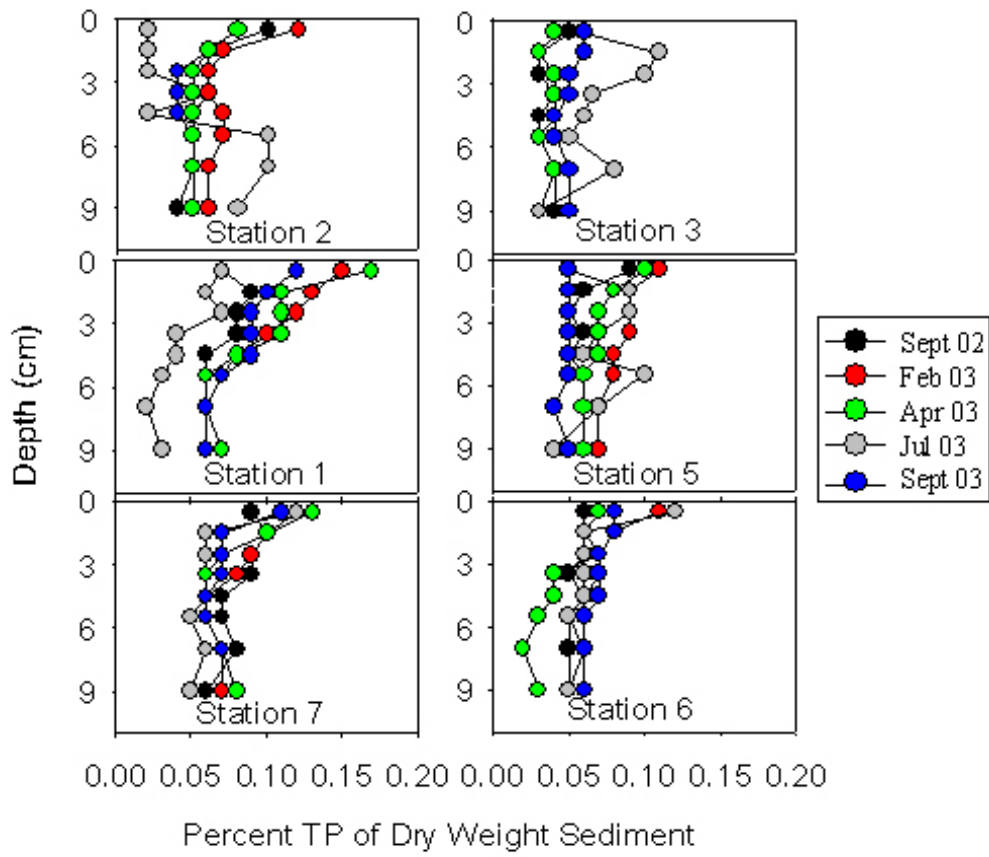 0
3
6
9
Station 2
Station 3
0
3
6
9
0
3
6
9
Station 1
Station 5
0
3
6
9
0
3
6
9
Station 7
Station 6
0
3
6
9
0.00 0.05 0.10 0.15 0.20
0.00 0.05 0.10 0.15 0.20
Depth (cm)
Percent TP of Dry Weight Sediment
Sept 02
Feb 03
Apr 03
Jul 03
Sept 03